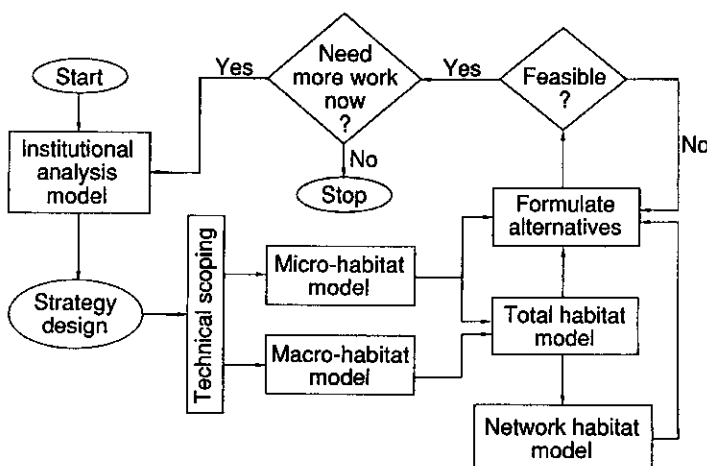 Start
Yes
Need
more work
now
?
Yes
Feasible
?
No
No
Stop
Institutional
analysis
model
Formulate
alternatives
Strategy
design
Technical scoping
Micro-habitat
model
Total habitat
model
Macro-habitat
model
Network habitat
model